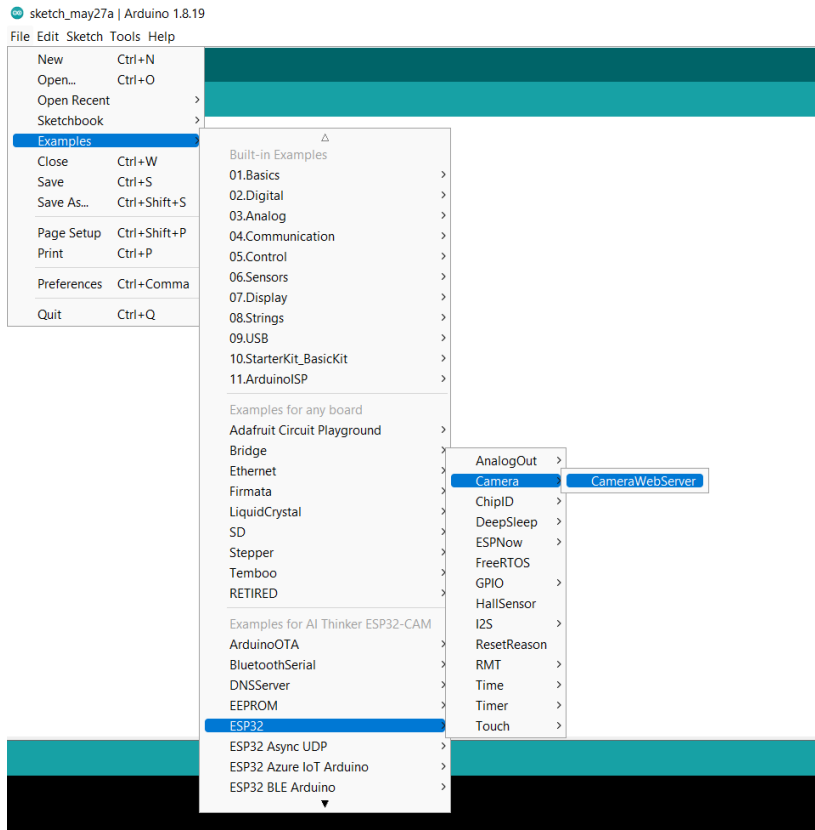 sketch_may27a | Arduino 1.8.19
File Edit Sketch Tools Help
New Ctrl+N
Open... Ctrl+O
Open Recent
Sketchbook
Examples
Close Ctrl+W
Save Ctrl+S
Save As... Ctrl+Shift+S
Page Setup Ctrl+Shift+P
Print Ctrl+P
Preferences Ctrl+Comma
Quit Ctrl+Q
Built-in Examples
01.Basics
02.Digital
03.Analog
04.Communication
05.Control
06.Sensors
07.Display
08.Strings
09.USB
10.StarterKit_BasicKit
11.ArduinoISP
Examples for any board
Adafruit Circuit Playground
Bridge
Ethernet
Firmata
LiquidCrystal
SD
Stepper
Temboo
RETIRED
Examples for AI Thinker ESP32-CAM
ArduinoOTA
BluetoothSerial
DNSServer
EEPROM
ESP32
ESP32 Async UDP
ESP32 Azure IoT Arduino
ESP32 BLE Arduino
AnalogOut
Camera
ChipID
DeepSleep
ESPNow
FreeRTOS
GPIO
HallSensor
I2S
ResetReason
RMT
Time
Timer
Touch
CameraWebServer